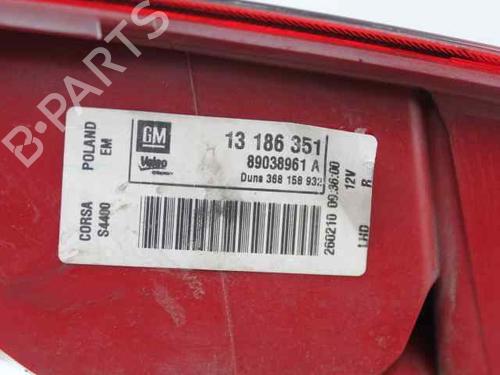 GM
Valeo
13 186 351
89038961 A
Duns 368 158 932
POLAND
EM
CORSA
S4400
260210 09:36:00
12V
R
LHD
B-PARTS